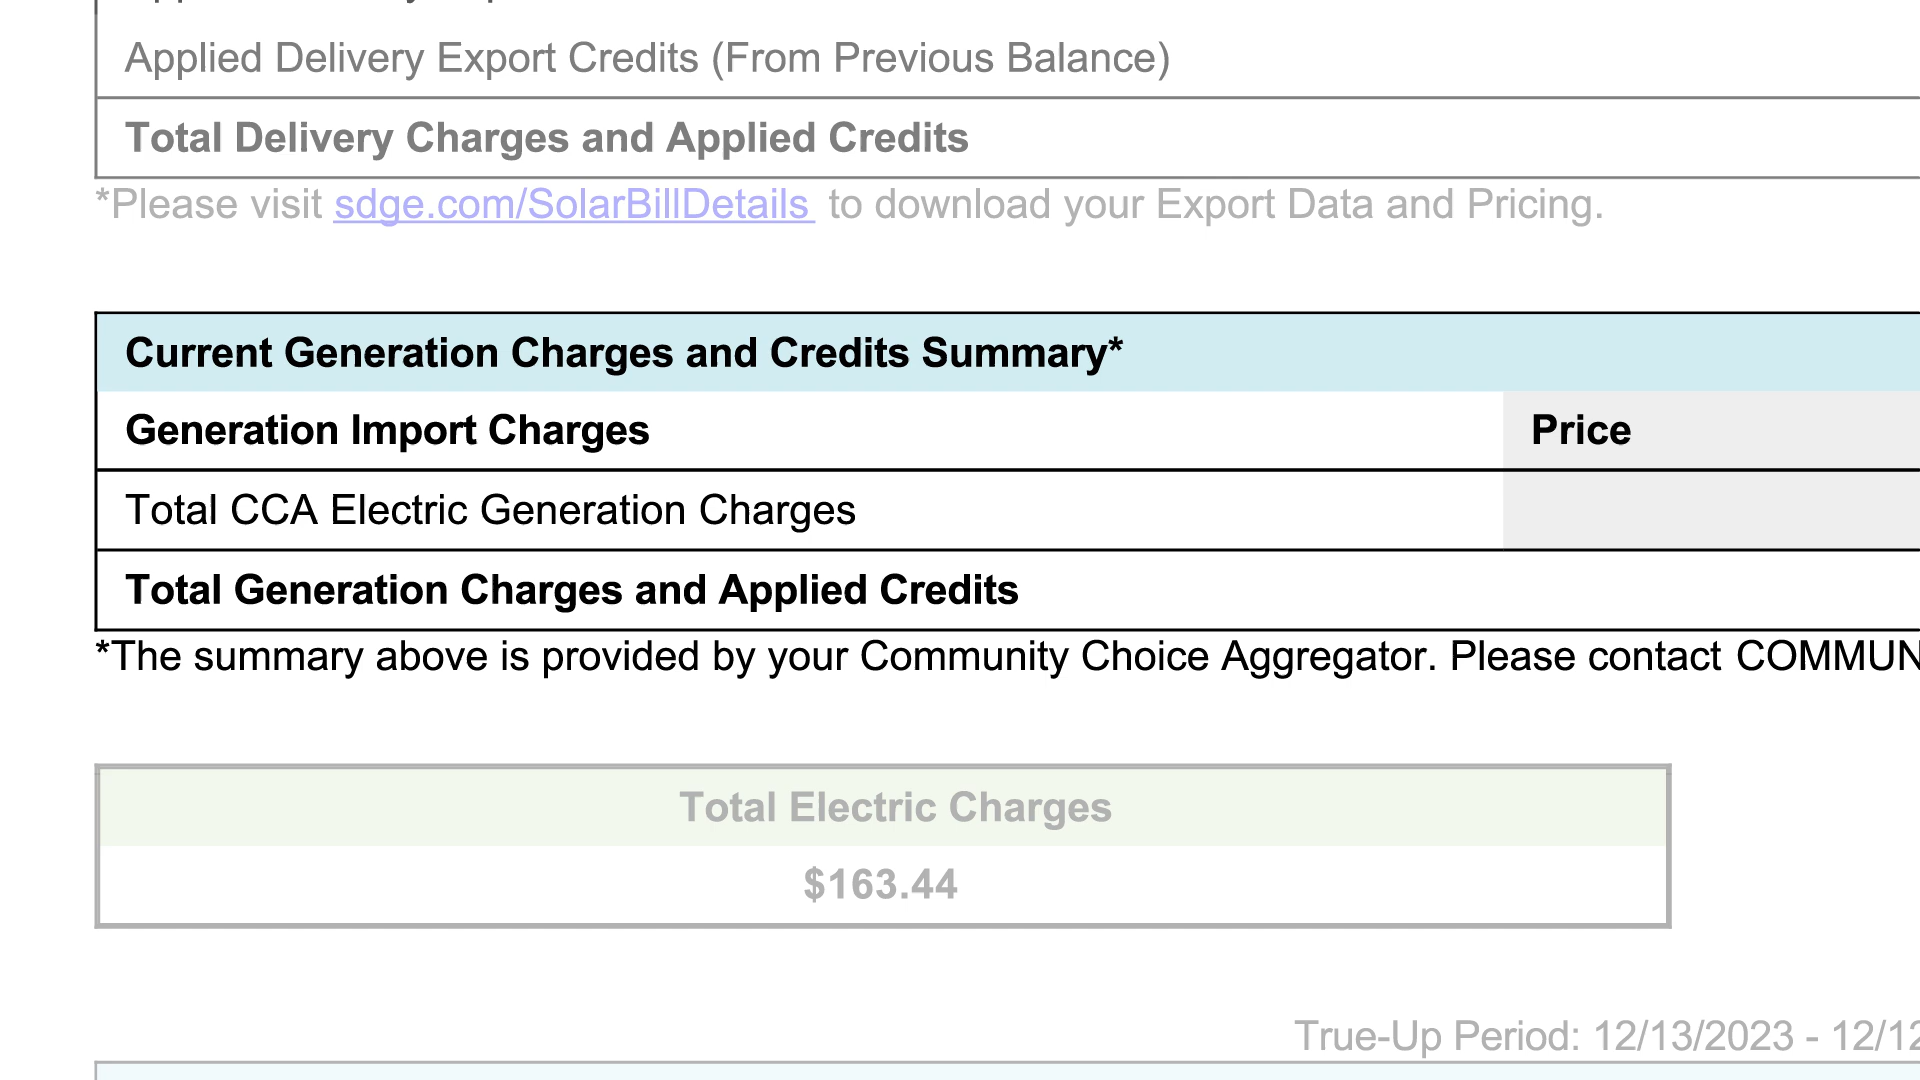 Applied Delivery Export Credits (From Previous Balance)
Total Delivery Charges and Applied Credits
*Please visit sdge.com/SolarBillDetails to download your Export Data and Pricing.
Current Generation Charges and Credits Summary*
Generation Import Charges Price
Total CCA Electric Generation Charges
Total Generation Charges and Applied Credits
*The summary above is provided by your Community Choice Aggregator. Please contact COMMUN
Total Electric Charges
$163.44
True-Up Period: 12/13/2023 - 12/12